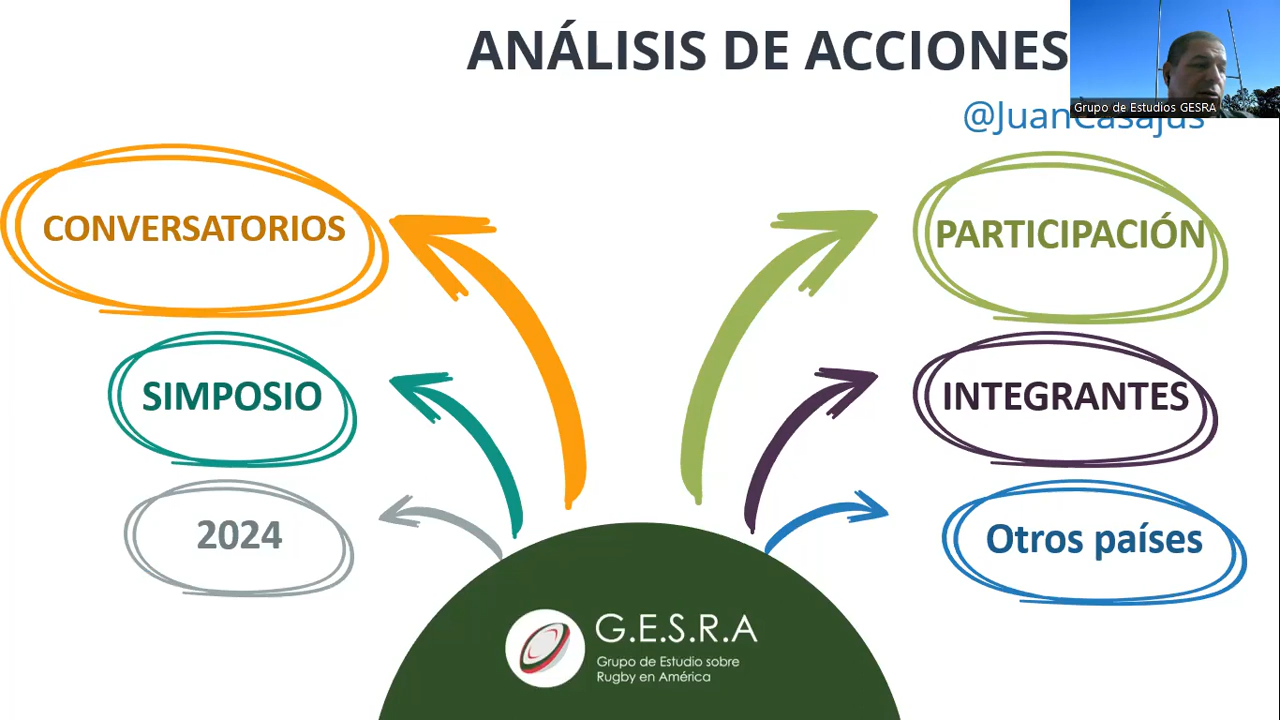 ANÁLISIS DE ACCIONES
Grupo de Estudios GESRA
@JuanCasajus
CONVERSATORIOS
PARTICIPACIÓN
SIMPOSIO
INTEGRANTES
2024
Otros países
G.E.S.R.A
Grupo de Estudio sobre
Rugby en América